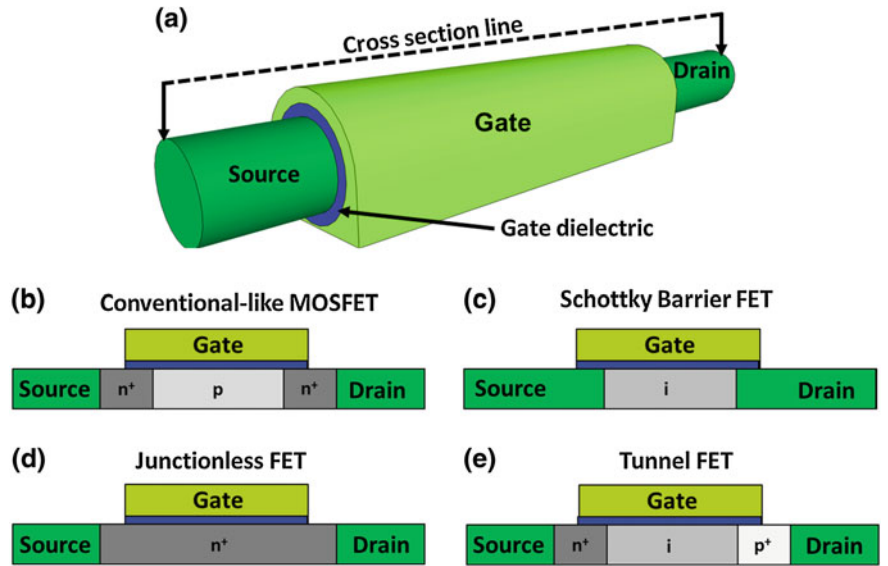 (a)
Cross section line
Drain
Gate
Source
Gate dielectric
(b) Conventional-like MOSFET
Gate
Source n⁺ p n⁺ Drain
(c) Schottky Barrier FET
Gate
Source i Drain
(d) Junctionless FET
Gate
Source n⁺ Drain
(e) Tunnel FET
Gate
Source n⁺ i p⁺ Drain